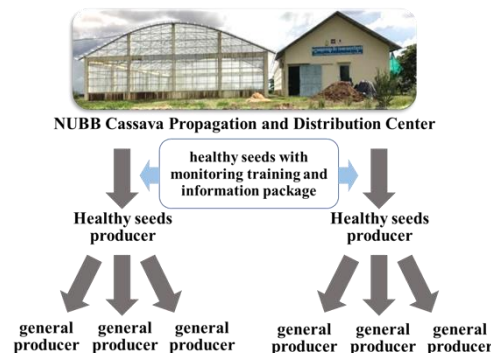 NUBB Cassava Propagation and Distribution Center
healthy seeds with
monitoring training and
information package
Healthy seeds
producer
Healthy seeds
producer
general
producer
general
producer
general
producer
general
producer
general
producer
general
producer